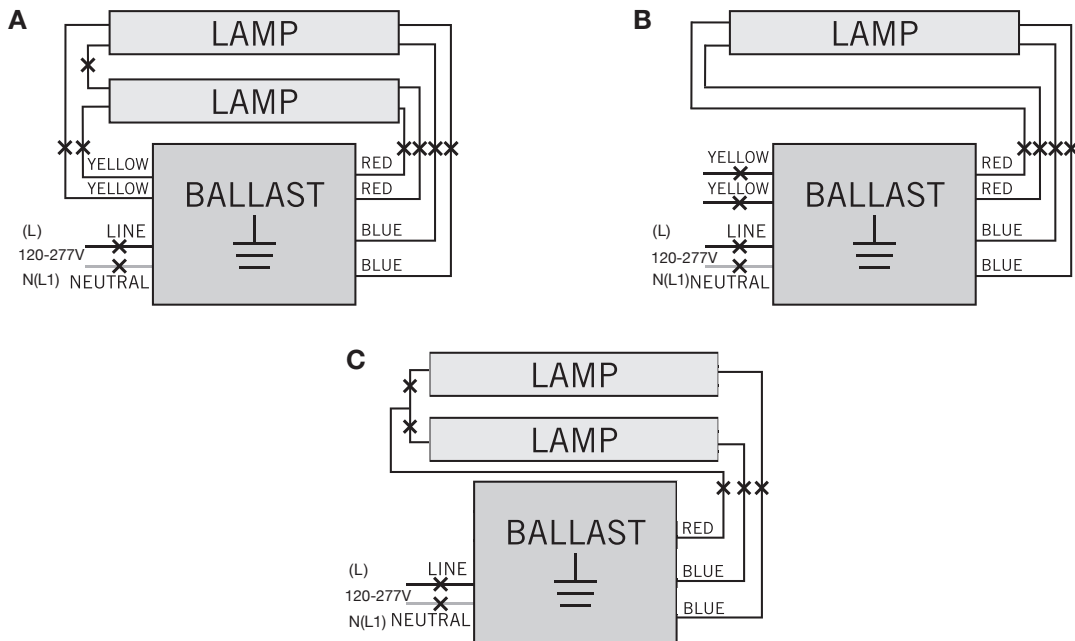 A
LAMP
LAMP
YELLOW
YELLOW
BALLAST
RED
RED
BLUE
BLUE
(L)
LINE
120-277V
N(L1) NEUTRAL
B
LAMP
YELLOW
YELLOW
BALLAST
RED
RED
BLUE
BLUE
(L)
LINE
120-277V
N(L1) NEUTRAL
C
LAMP
LAMP
BALLAST
RED
BLUE
BLUE
(L)
LINE
120-277V
N(L1) NEUTRAL